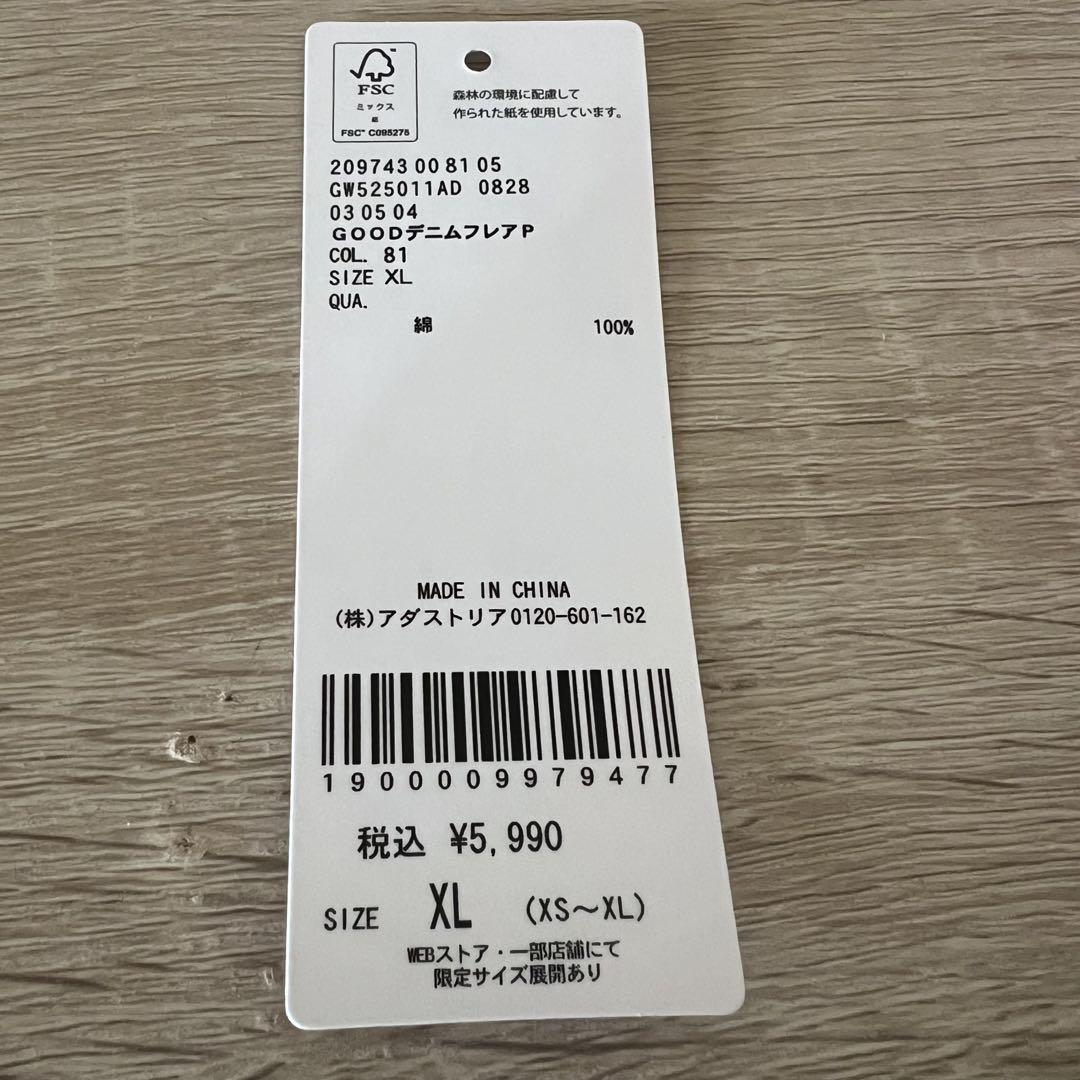 FSC
ミックス
紙
FSC™ C095275
森林の環境に配慮して
作られた紙を使用しています。
209743 00 81 05
GW525011AD 0828
03 05 04
GOODデニムフレアP
COL. 81
SIZE XL
QUA.
綿 100%
MADE IN CHINA
(株)アダストリア0120-601-162
1900009979477
税込 ¥5,990
SIZE XL (XS～XL)
WEBストア・一部店舗にて
限定サイズ展開あり